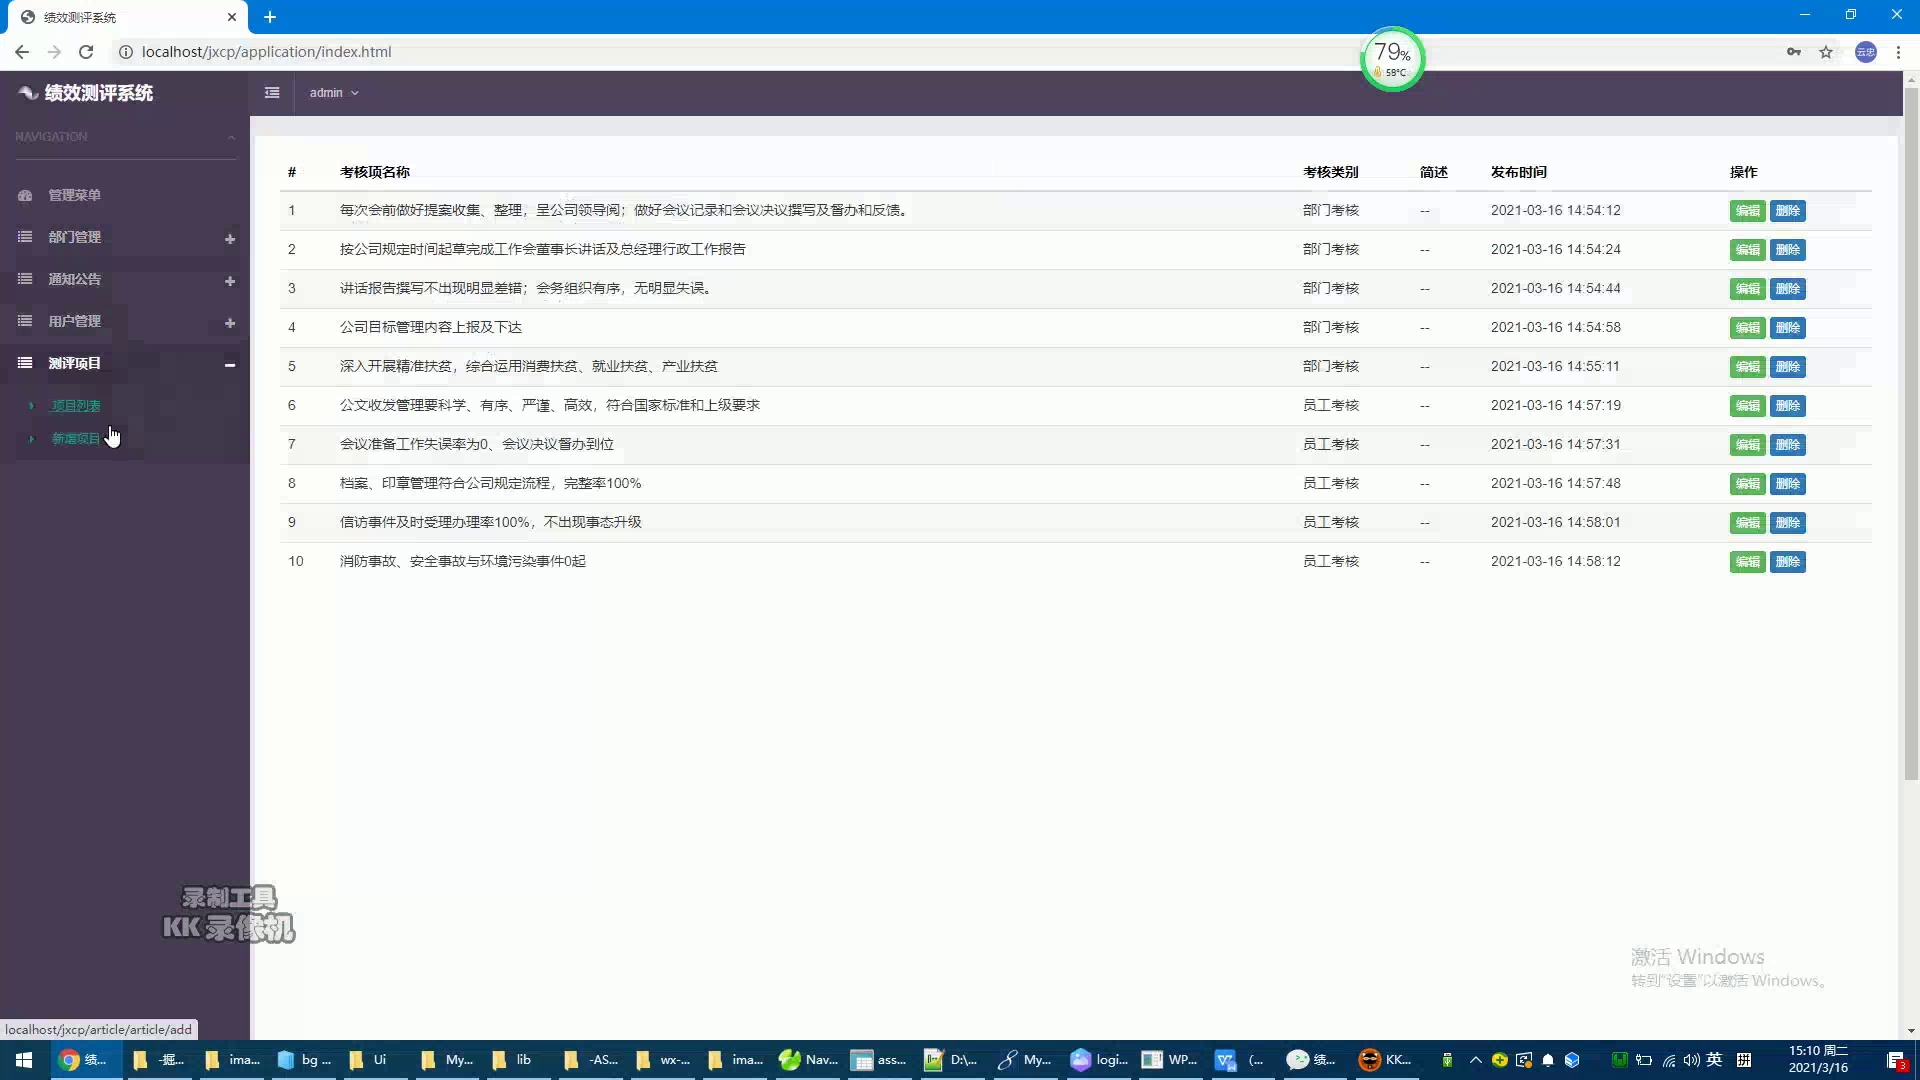 绩效测评系统
localhost/jxcp/application/index.html
79%
58°C
云忠
绩效测评系统
admin
NAVIGATION
管理菜单
部门管理
通知公告
用户管理
测评项目
项目列表
新增项目
# 考核项名称 考核类别 简述 发布时间 操作
1 每次会前做好提案收集、整理，呈公司领导阅；做好会议记录和会议决议撰写及督办和反馈。 部门考核 -- 2021-03-16 14:54:12 编辑 删除
2 按公司规定时间起草完成工作会董事长讲话及总经理行政工作报告 部门考核 -- 2021-03-16 14:54:24 编辑 删除
3 讲话报告撰写不出现明显差错；会务组织有序，无明显失误。 部门考核 -- 2021-03-16 14:54:44 编辑 删除
4 公司目标管理内容上报及下达 部门考核 -- 2021-03-16 14:54:58 编辑 删除
5 深入开展精准扶贫，综合运用消费扶贫、就业扶贫、产业扶贫 部门考核 -- 2021-03-16 14:55:11 编辑 删除
6 公文收发管理要科学、有序、严谨、高效，符合国家标准和上级要求 员工考核 -- 2021-03-16 14:57:19 编辑 删除
7 会议准备工作失误率为0、会议决议督办到位 员工考核 -- 2021-03-16 14:57:31 编辑 删除
8 档案、印章管理符合公司规定流程，完整率100% 员工考核 -- 2021-03-16 14:57:48 编辑 删除
9 信访事件及时受理办理率100%，不出现事态升级 员工考核 -- 2021-03-16 14:58:01 编辑 删除
10 消防事故、安全事故与环境污染事件0起 员工考核 -- 2021-03-16 14:58:12 编辑 删除
录制工具
KK 录像机
激活 Windows
转到"设置"以激活 Windows。
localhost/jxcp/article/article/add
绩... -掘... ima... bg ... Ui My... lib -AS... wx-... ima... Nav... ass... D:\... My... logi... WP... (... 绩... KK... 英 拼 15:10 周二
2021/3/16
3